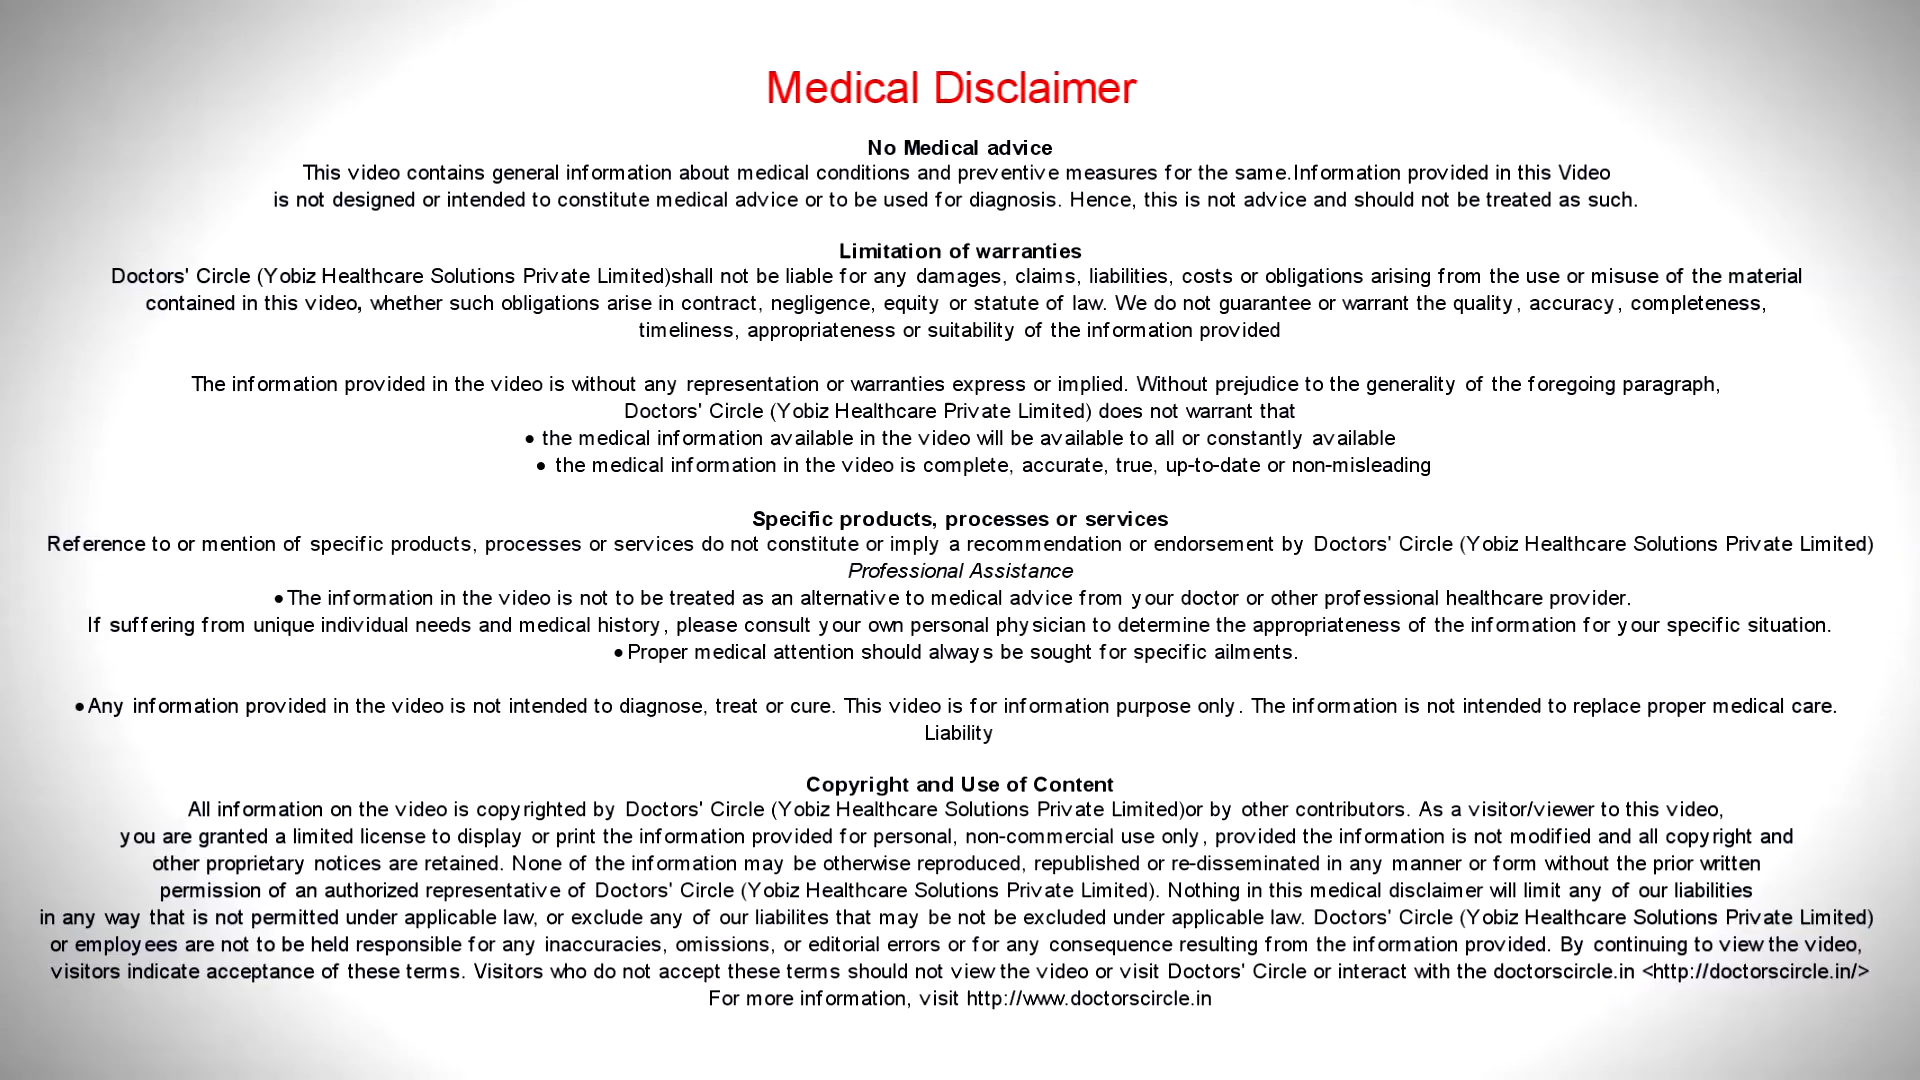 Medical Disclaimer
No Medical advice
This video contains general information about medical conditions and preventive measures for the same.Information provided in this Video
is not designed or intended to constitute medical advice or to be used for diagnosis. Hence, this is not advice and should not be treated as such.
Limitation of warranties
Doctors' Circle (Yobiz Healthcare Solutions Private Limited)shall not be liable for any damages, claims, liabilities, costs or obligations arising from the use or misuse of the material
contained in this video, whether such obligations arise in contract, negligence, equity or statute of law. We do not guarantee or warrant the quality, accuracy, completeness,
timeliness, appropriateness or suitability of the information provided
The information provided in the video is without any representation or warranties express or implied. Without prejudice to the generality of the foregoing paragraph,
Doctors' Circle (Yobiz Healthcare Private Limited) does not warrant that
• the medical information available in the video will be available to all or constantly available
• the medical information in the video is complete, accurate, true, up-to-date or non-misleading
Specific products, processes or services
Reference to or mention of specific products, processes or services do not constitute or imply a recommendation or endorsement by Doctors' Circle (Yobiz Healthcare Solutions Private Limited)
Professional Assistance
•The information in the video is not to be treated as an alternative to medical advice from your doctor or other professional healthcare provider.
If suffering from unique individual needs and medical history, please consult your own personal physician to determine the appropriateness of the information for your specific situation.
•Proper medical attention should always be sought for specific ailments.
•Any information provided in the video is not intended to diagnose, treat or cure. This video is for information purpose only. The information is not intended to replace proper medical care.
Liability
Copyright and Use of Content
All information on the video is copyrighted by Doctors' Circle (Yobiz Healthcare Solutions Private Limited)or by other contributors. As a visitor/viewer to this video,
you are granted a limited license to display or print the information provided for personal, non-commercial use only, provided the information is not modified and all copyright and
other proprietary notices are retained. None of the information may be otherwise reproduced, republished or re-disseminated in any manner or form without the prior written
permission of an authorized representative of Doctors' Circle (Yobiz Healthcare Solutions Private Limited). Nothing in this medical disclaimer will limit any of our liabilities
in any way that is not permitted under applicable law, or exclude any of our liabilites that may be not be excluded under applicable law. Doctors' Circle (Yobiz Healthcare Solutions Private Limited)
or employees are not to be held responsible for any inaccuracies, omissions, or editorial errors or for any consequence resulting from the information provided. By continuing to view the video,
visitors indicate acceptance of these terms. Visitors who do not accept these terms should not view the video or visit Doctors' Circle or interact with the doctorscircle.in <http://doctorscircle.in/>
For more information, visit http://www.doctorscircle.in